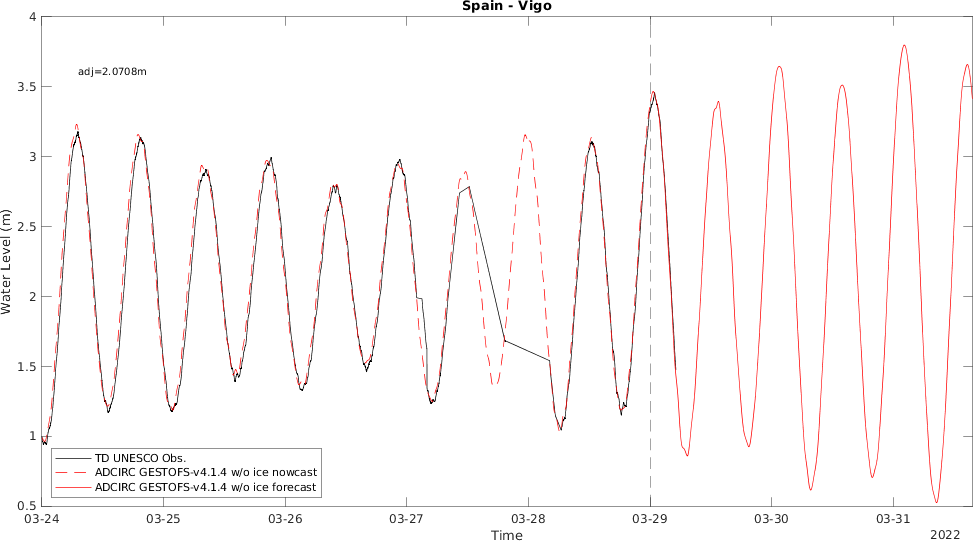 Spain - Vigo
adj=2.0708m
Water Level (m)
4
3.5
3
2.5
2
1.5
1
0.5
TD UNESCO Obs.
ADCIRC GESTOFS-v4.1.4 w/o ice nowcast
ADCIRC GESTOFS-v4.1.4 w/o ice forecast
03-24 03-25 03-26 03-27 03-28 03-29 03-30 03-31
Time
2022